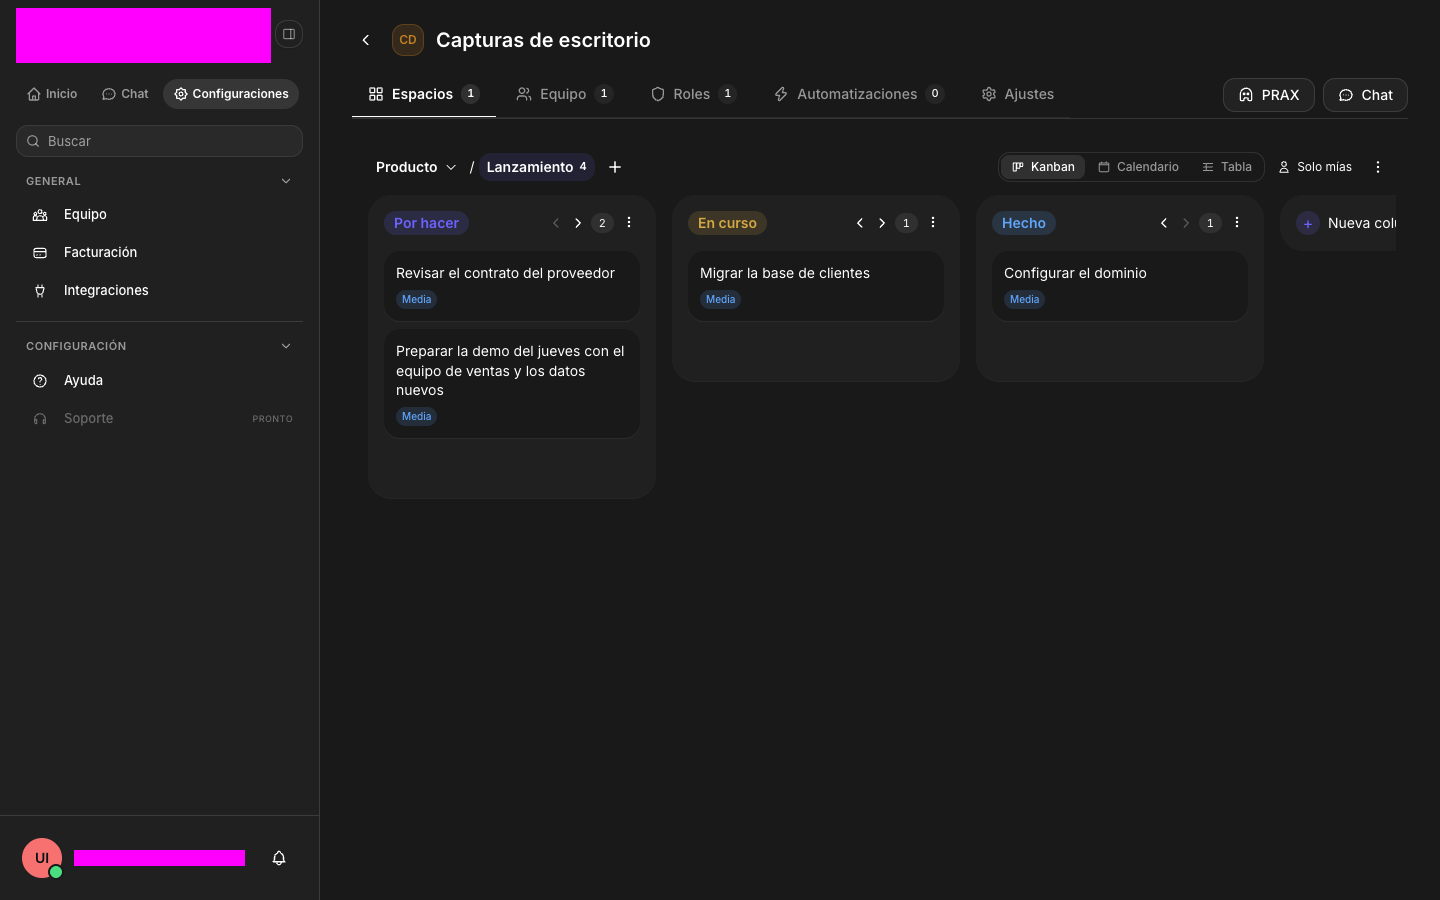 Inicio
Chat
Configuraciones
Buscar
GENERAL
Equipo
Facturación
Integraciones
CONFIGURACIÓN
Ayuda
Soporte
PRONTO
UI
CD
Capturas de escritorio
Espacios 1
Equipo 1
Roles 1
Automatizaciones 0
Ajustes
PRAX
Chat
Producto / Lanzamiento 4
Kanban
Calendario
Tabla
Solo mías
Por hacer
2
Revisar el contrato del proveedor
Media
Preparar la demo del jueves con el
equipo de ventas y los datos
nuevos
Media
En curso
1
Migrar la base de clientes
Media
Hecho
1
Configurar el dominio
Media
Nueva